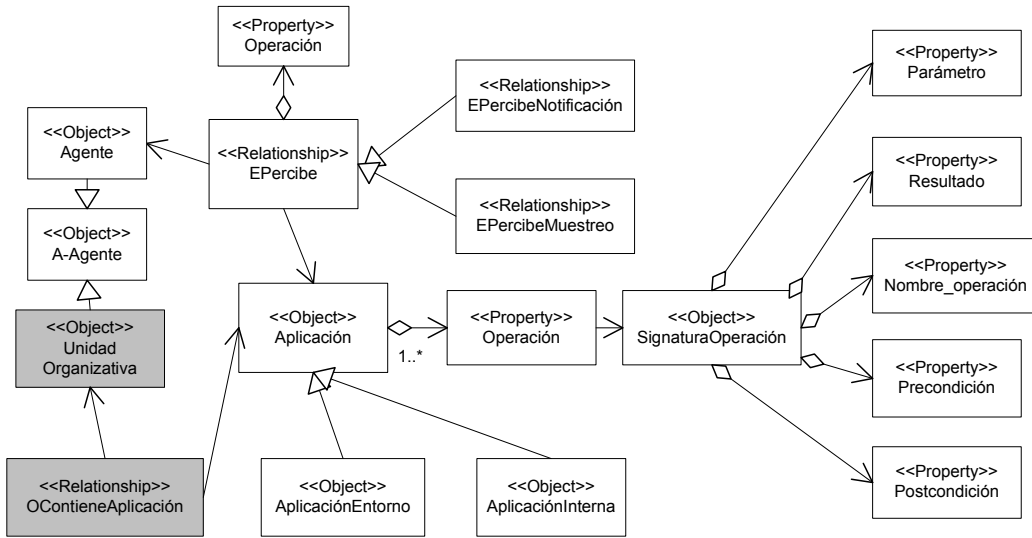 <<Property>>
Operación
<<Property>>
Parámetro
<<Relationship>>
EPercibeNotificación
<<Object>>
Agente
<<Relationship>>
EPercibe
<<Property>>
Resultado
<<Relationship>>
EPercibeMuestreo
<<Object>>
A-Agente
<<Property>>
Nombre_operación
<<Object>>
Aplicación
1..*
<<Property>>
Operación
<<Object>>
SignaturaOperación
<<Object>>
Unidad
Organizativa
<<Property>>
Precondición
<<Relationship>>
OContieneAplicación
<<Object>>
AplicaciónEntorno
<<Object>>
AplicaciónInterna
<<Property>>
Postcondición